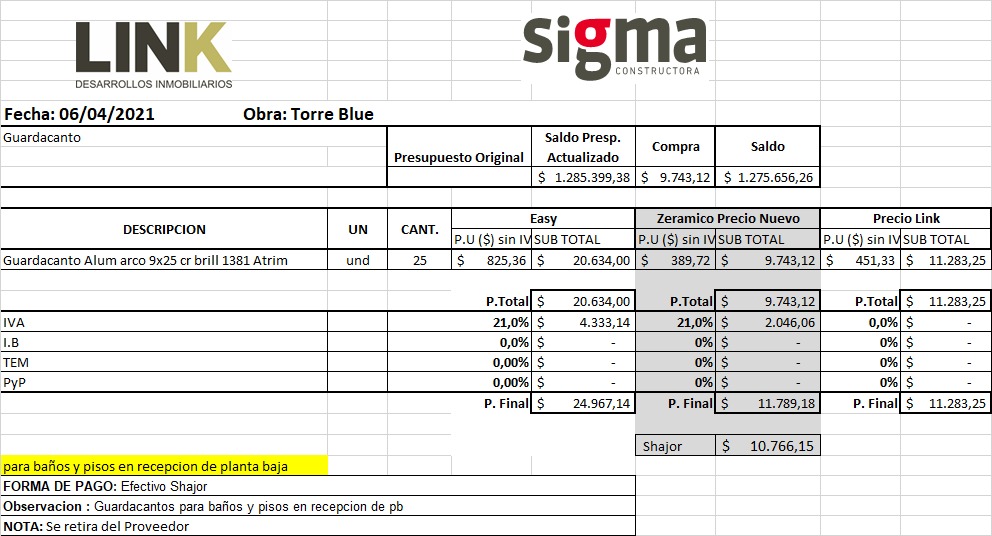 LINK
DESARROLLOS INMOBILIARIOS
sigma
CONSTRUCTORA
Fecha: 06/04/2021 Obra: Torre Blue
Guardacanto
Presupuesto Original Saldo Presp. Actualizado Compra Saldo
$ 1.285.399,38 $ 9.743,12 $ 1.275.656,26
DESCRIPCION UN CANT. Easy Zeramico Precio Nuevo Precio Link
P.U ($) sin IV SUB TOTAL P.U ($) sin IV SUB TOTAL P.U ($) sin IV SUB TOTAL
Guardacanto Alum arco 9x25 cr brill 1381 Atrim und 25 $ 825,36 $ 20.634,00 $ 389,72 $ 9.743,12 $ 451,33 $ 11.283,25
P.Total $ 20.634,00 P.Total $ 9.743,12 P.Total $ 11.283,25
IVA 21,0% $ 4.333,14 21,0% $ 2.046,06 0,0% $ -
I.B 0,0% $ - 0% $ - 0% $ -
TEM 0,00% $ - 0% $ - 0% $ -
PyP 0,00% $ - 0% $ - 0% $ -
P. Final $ 24.967,14 P. Final $ 11.789,18 P. Final $ 11.283,25
Shajor $ 10.766,15
para baños y pisos en recepcion de planta baja
FORMA DE PAGO: Efectivo Shajor
Observacion : Guardacantos para baños y pisos en recepcion de pb
NOTA: Se retira del Proveedor